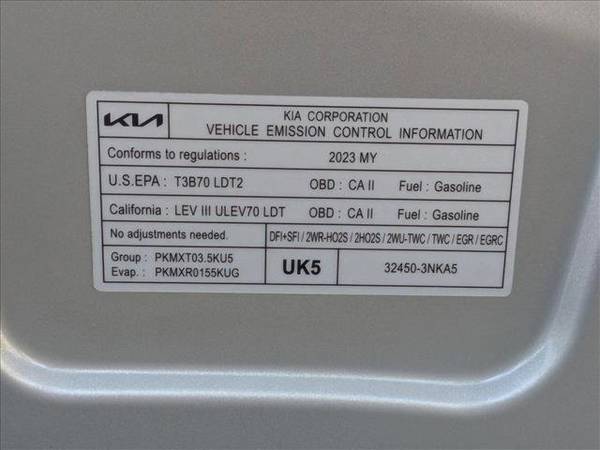 KIA
KIA CORPORATION
VEHICLE EMISSION CONTROL INFORMATION
Conforms to regulations : 2023 MY
U.S.EPA : T3B70 LDT2 OBD : CA II Fuel : Gasoline
California : LEV III ULEV70 LDT OBD : CA II Fuel : Gasoline
No adjustments needed. DFI+SFI / 2WR-HO2S / 2HO2S / 2WU-TWC / TWC / EGR / EGRC
Group : PKMXT03.5KU5
Evap. : PKMXR0155KUG
UK5
32450-3NKA5